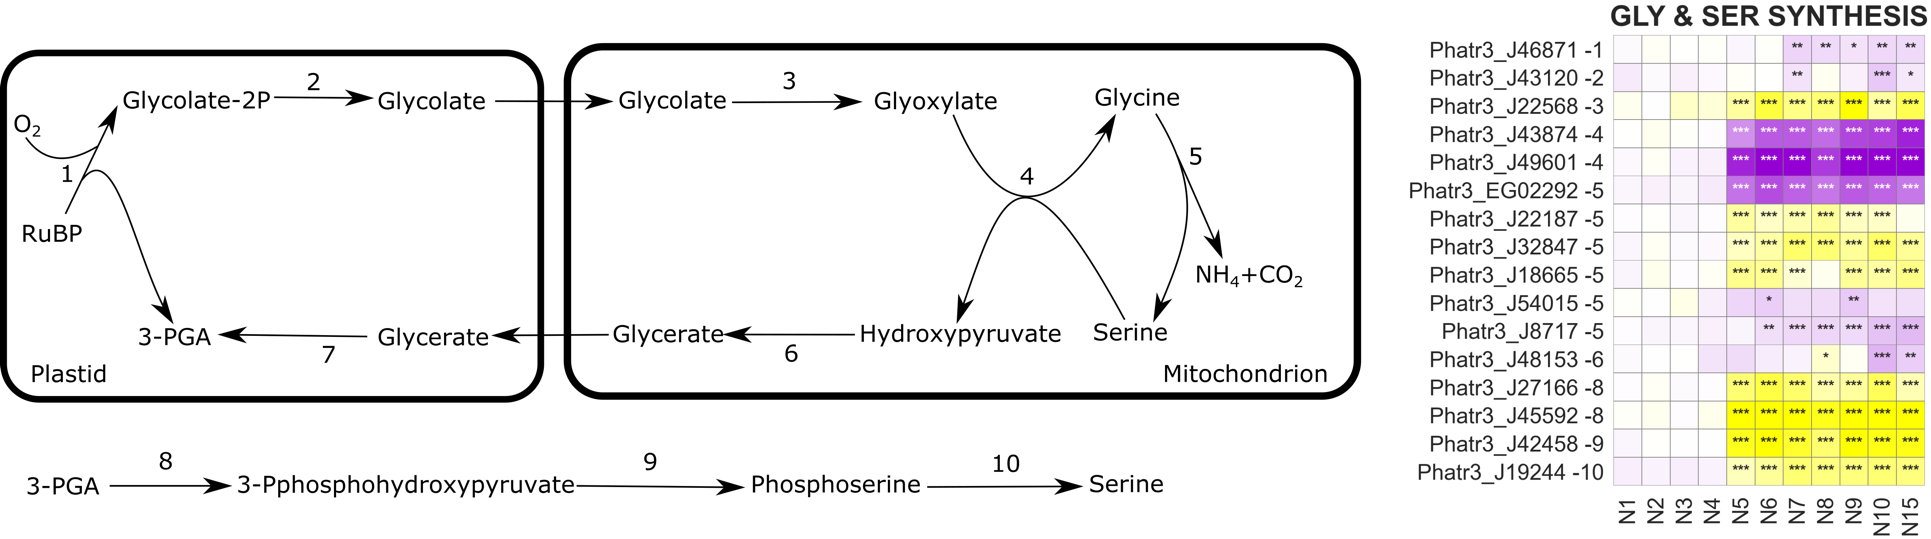 GLY & SER SYNTHESIS
2
3
Glycolate-2P
Glycolate
Glycolate
Glyoxylate
Glycine
O2
1
4
5
RuBP
NH4+CO2
3-PGA
Glycerate
Glycerate
Hydroxypyruvate
Serine
7
6
Plastid
Mitochondrion
8
9
10
3-PGA
3-Pphosphohydroxypyruvate
Phosphoserine
Serine
Phatr3_J46871 -1 ** ** * ** **
Phatr3_J43120 -2 ** *** *
Phatr3_J22568 -3 *** *** *** *** *** *** ***
Phatr3_J43874 -4 *** *** *** *** *** *** ***
Phatr3_J49601 -4 *** *** *** *** *** *** ***
Phatr3_EG02292 -5 *** *** *** *** *** *** ***
Phatr3_J22187 -5 *** *** *** *** *** ***
Phatr3_J32847 -5 *** *** *** *** *** *** ***
Phatr3_J18665 -5 *** *** *** *** *** ***
Phatr3_J54015 -5 * **
Phatr3_J8717 -5 ** *** *** *** *** ***
Phatr3_J48153 -6 * *** **
Phatr3_J27166 -8 *** *** *** *** *** *** ***
Phatr3_J45592 -8 *** *** *** *** *** *** ***
Phatr3_J42458 -9 *** *** *** *** *** *** ***
Phatr3_J19244 -10 *** *** *** *** *** *** ***
N1 N2 N3 N4 N5 N6 N7 N8 N9 N10 N15